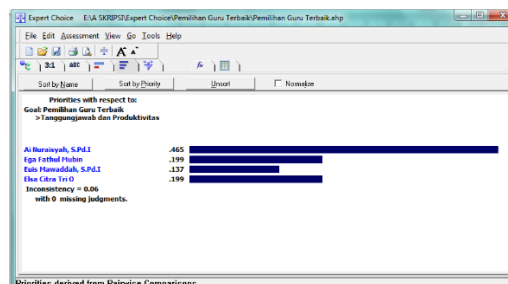 Expert Choice E:\A SKRIPSI\Expert Choice\Pemilihan Guru Terbaik\Pemilihan Guru Terbaik.ahp
File Edit Assessment View Go Tools Help
3:1 ABC
Sort by Name Sort by Priority Unsort Normalize
Priorities with respect to:
Goal: Pemilihan Guru Terbaik
>Tanggungjawab dan Produktivitas
Ai Nuraisyah, S.Pd.I .465
Ega Fathul Mubin .199
Euis Mawaddah, S.Pd.I .137
Elsa Citra Tri O .199
Inconsistency = 0.06
with 0 missing judgments.
Priorities derived from Pairwise Comparisons